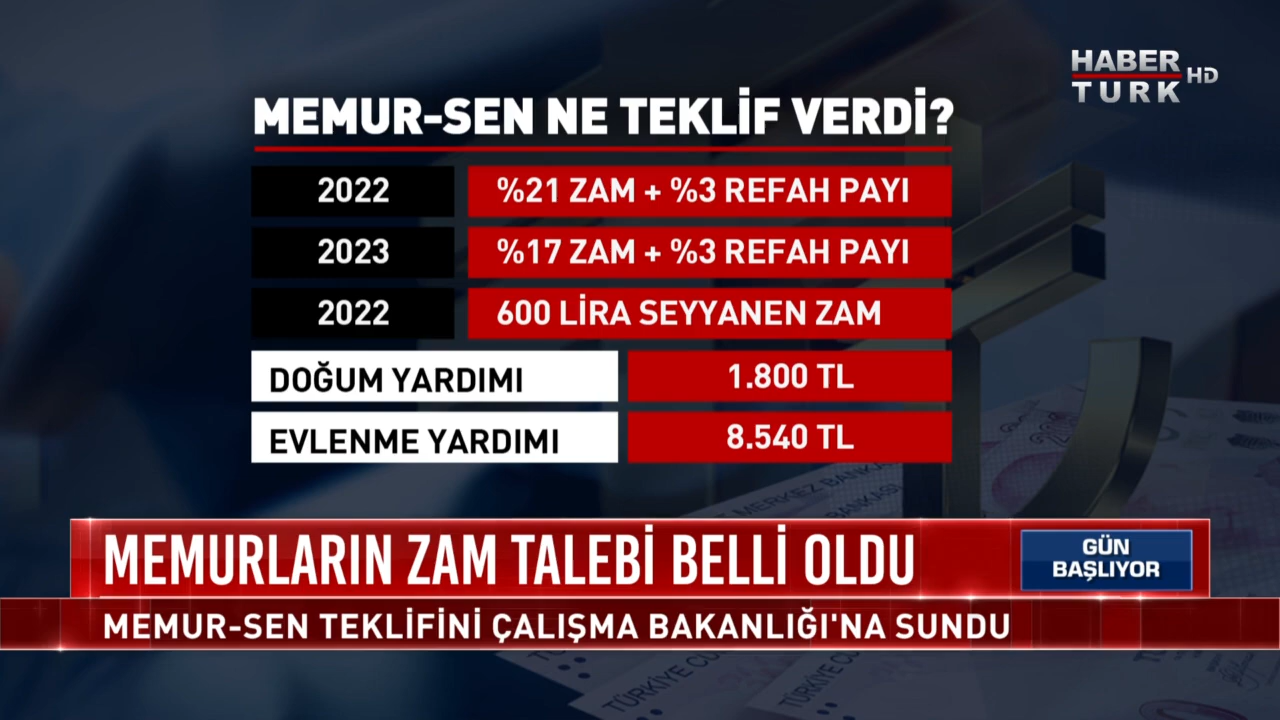 HABER
TURK HD
MEMUR-SEN NE TEKLİF VERDİ?
2022 %21 ZAM + %3 REFAH PAYI
2023 %17 ZAM + %3 REFAH PAYI
2022 600 LİRA SEYYANEN ZAM
DOĞUM YARDIMI 1.800 TL
EVLENME YARDIMI 8.540 TL
MEMURLARIN ZAM TALEBİ BELLİ OLDU
GÜN
BAŞLIYOR
MEMUR-SEN TEKLİFİNİ ÇALIŞMA BAKANLIĞI'NA SUNDU